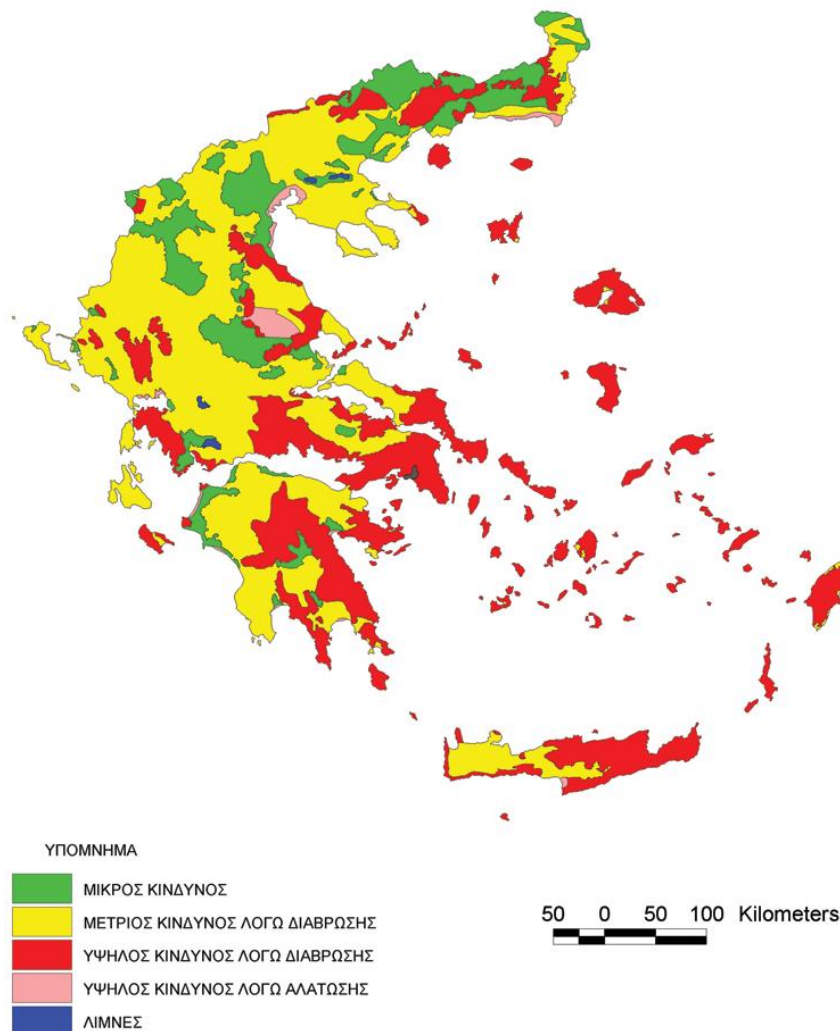 ΥΠΟΜΝΗΜΑ
ΜΙΚΡΟΣ ΚΙΝΔΥΝΟΣ
ΜΕΤΡΙΟΣ ΚΙΝΔΥΝΟΣ ΛΟΓΩ ΔΙΑΒΡΩΣΗΣ
ΥΨΗΛΟΣ ΚΙΝΔΥΝΟΣ ΛΟΓΩ ΔΙΑΒΡΩΣΗΣ
ΥΨΗΛΟΣ ΚΙΝΔΥΝΟΣ ΛΟΓΩ ΑΛΑΤΩΣΗΣ
ΛΙΜΝΕΣ
50 0 50 100 Kilometers